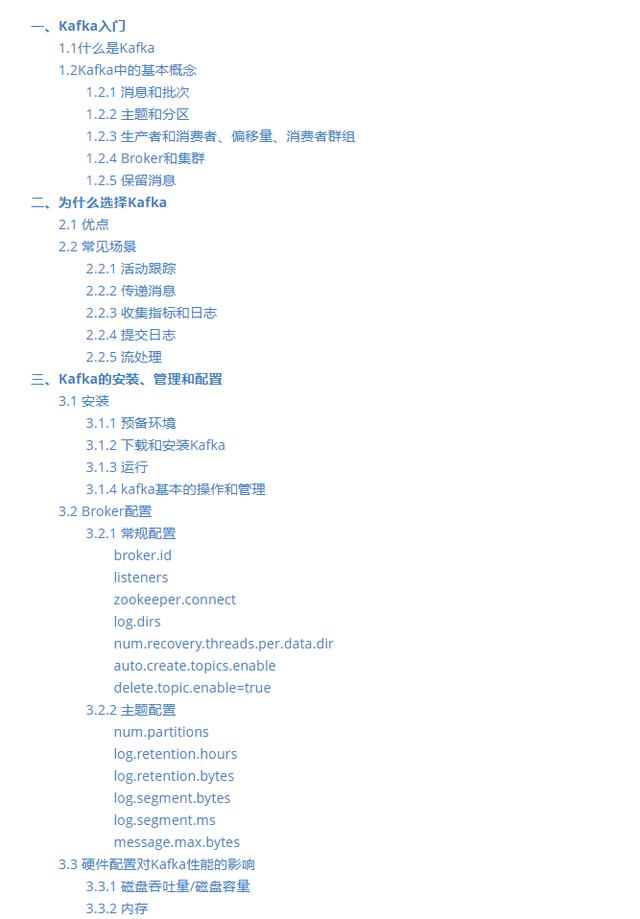 一、Kafka入门
1.1什么是Kafka
1.2Kafka中的基本概念
1.2.1 消息和批次
1.2.2 主题和分区
1.2.3 生产者和消费者、偏移量、消费者群组
1.2.4 Broker和集群
1.2.5 保留消息
二、为什么选择Kafka
2.1 优点
2.2 常见场景
2.2.1 活动跟踪
2.2.2 传递消息
2.2.3 收集指标和日志
2.2.4 提交日志
2.2.5 流处理
三、Kafka的安装、管理和配置
3.1 安装
3.1.1 预备环境
3.1.2 下载和安装Kafka
3.1.3 运行
3.1.4 kafka基本的操作和管理
3.2 Broker配置
3.2.1 常规配置
broker.id
listeners
zookeeper.connect
log.dirs
num.recovery.threads.per.data.dir
auto.create.topics.enable
delete.topic.enable=true
3.2.2 主题配置
num.partitions
log.retention.hours
log.retention.bytes
log.segment.bytes
log.segment.ms
message.max.bytes
3.3 硬件配置对Kafka性能的影响
3.3.1 磁盘吞吐量/磁盘容量
3.3.2 内存